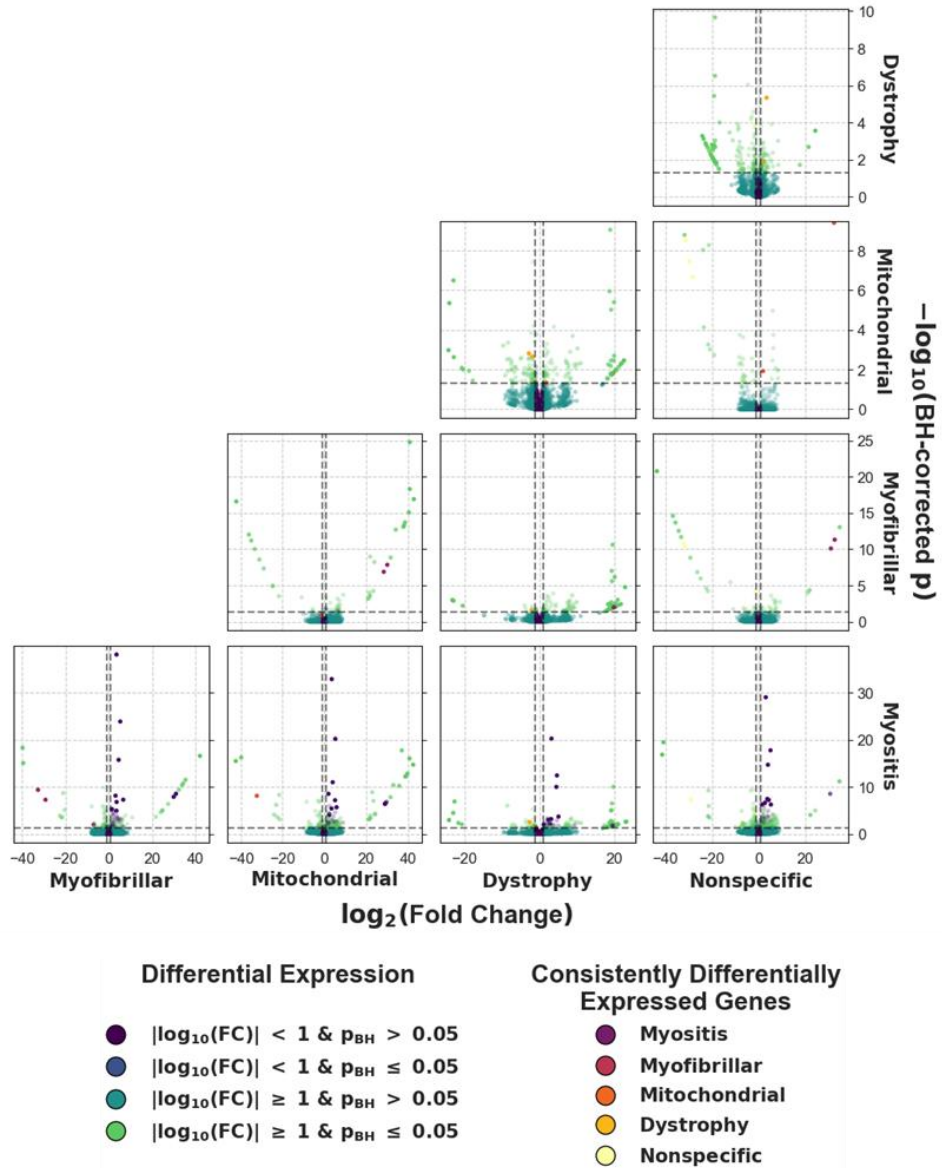 10
8
6
4
2
0
Dystrophy
8
6
4
2
0
Mitochondrial
25
20
15
10
5
0
Myofibrillar
30
20
10
0
Myositis
−log₁₀(BH-corrected p)
−40 −20 0 20 40
−40 −20 0 20 40
−20 0 20
−40 −20 0 20
Myofibrillar Mitochondrial Dystrophy Nonspecific
log₂(Fold Change)
Differential Expression
|log₁₀(FC)| < 1 & p_BH > 0.05
|log₁₀(FC)| < 1 & p_BH ≤ 0.05
|log₁₀(FC)| ≥ 1 & p_BH > 0.05
|log₁₀(FC)| ≥ 1 & p_BH ≤ 0.05
Consistently Differentially
Expressed Genes
Myositis
Myofibrillar
Mitochondrial
Dystrophy
Nonspecific